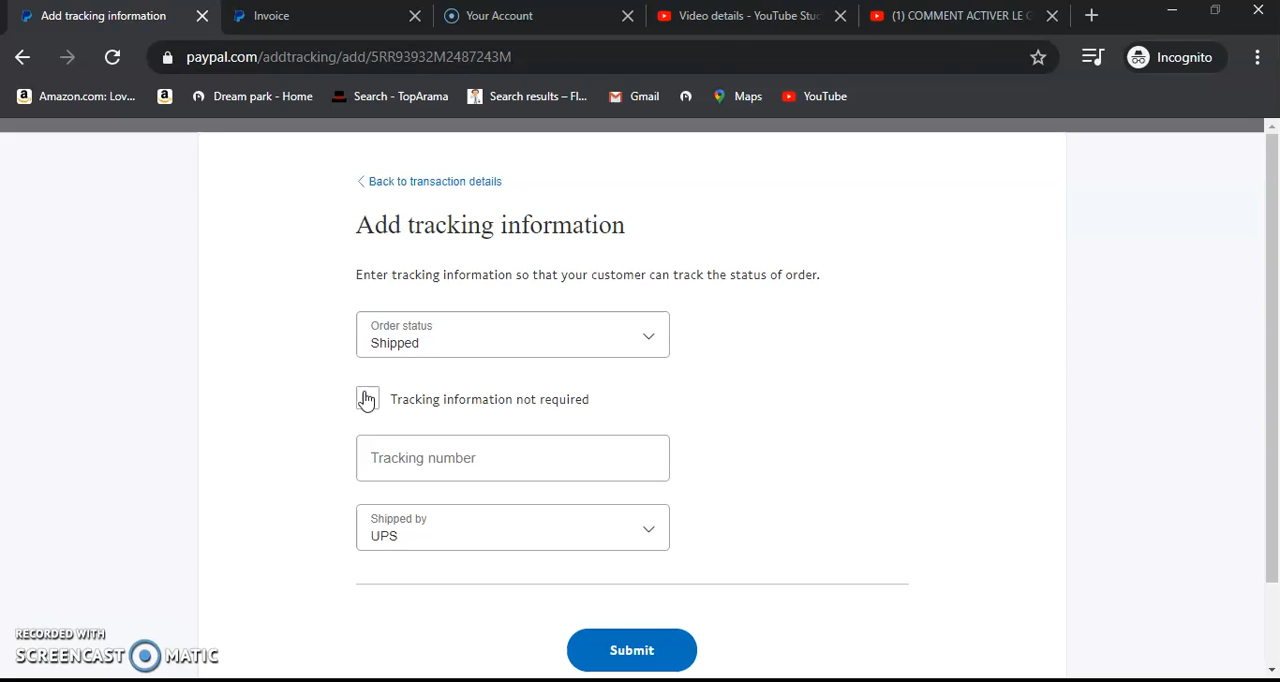 Add tracking information
Invoice
Your Account
Video details - YouTube Stuc
(1) COMMENT ACTIVER LE G
paypal.com/addtracking/add/5RR93932M2487243M
Incognito
Amazon.com: Lov...
Dream park - Home
Search - TopArama
Search results – Fl...
Gmail
Maps
YouTube
Back to transaction details
Add tracking information
Enter tracking information so that your customer can track the status of order.
Order status
Shipped
Tracking information not required
Tracking number
Shipped by
UPS
Submit
RECORDED WITH
SCREENCAST MATIC